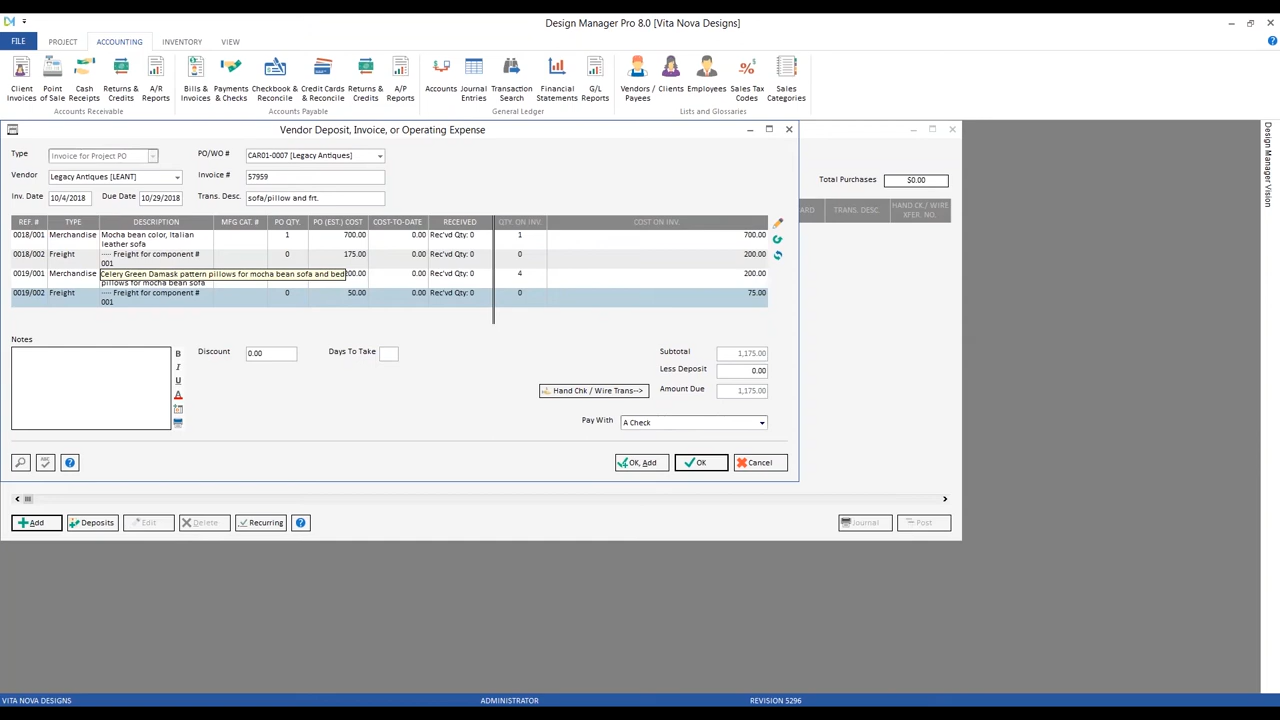 Design Manager Pro 8.0 [Vita Nova Designs]
FILE PROJECT ACCOUNTING INVENTORY VIEW
Client Invoices
Point of Sale
Cash Receipts
Returns & Credits
A/R Reports
Bills & Invoices
Payments & Checks
Checkbook & Reconcile
Credit Cards & Reconcile
Returns & Credits
A/P Reports
Accounts
Journal Entries
Transaction Search
Financial Statements
G/L Reports
Vendors / Payees
Clients
Employees
Sales Tax Codes
Sales Categories
Accounts Receivable Accounts Payable General Ledger Lists and Glossaries
Vendor Deposit, Invoice, or Operating Expense
Type Invoice for Project PO PO/WO # CAR01-0007 [Legacy Antiques]
Vendor Legacy Antiques [LEANT] Invoice # 57959
Inv. Date 10/4/2018 Due Date 10/29/2018 Trans. Desc. sofa/pillow and frt.
Total Purchases $0.00
REF. # TYPE DESCRIPTION MFG CAT. # PO QTY. PO (EST.) COST COST-TO-DATE RECEIVED QTY. ON INV. COST ON INV.
ARD TRANS. DESC. HAND.CK./ WIRE XFER. NO.
0018/001 Merchandise Mocha bean color, Italian 1 700.00 0.00 Rec'vd Qty: 0 1 700.00
leather sofa
0018/002 Freight ----- Freight for component # 0 175.00 0.00 Rec'vd Qty: 0 0 200.00
001
0019/001 Merchandise Celery Green Damask pattern pillows for mocha bean sofa and bed 00.00 0.00 Rec'vd Qty: 0 4 200.00
pillows for mocha bean sofa
0019/002 Freight ----- Freight for component # 0 50.00 0.00 Rec'vd Qty: 0 0 75.00
001
Notes
Discount 0.00 Days To Take
B
I
U
A
ABC
Subtotal 1,175.00
Less Deposit 0.00
Hand Chk / Wire Trans--> Amount Due 1,175.00
Pay With A Check
OK, Add OK Cancel
Add Deposits Edit Delete Recurring Journal Post
Design Manager Vision
VITA NOVA DESIGNS ADMINISTRATOR REVISION 5296